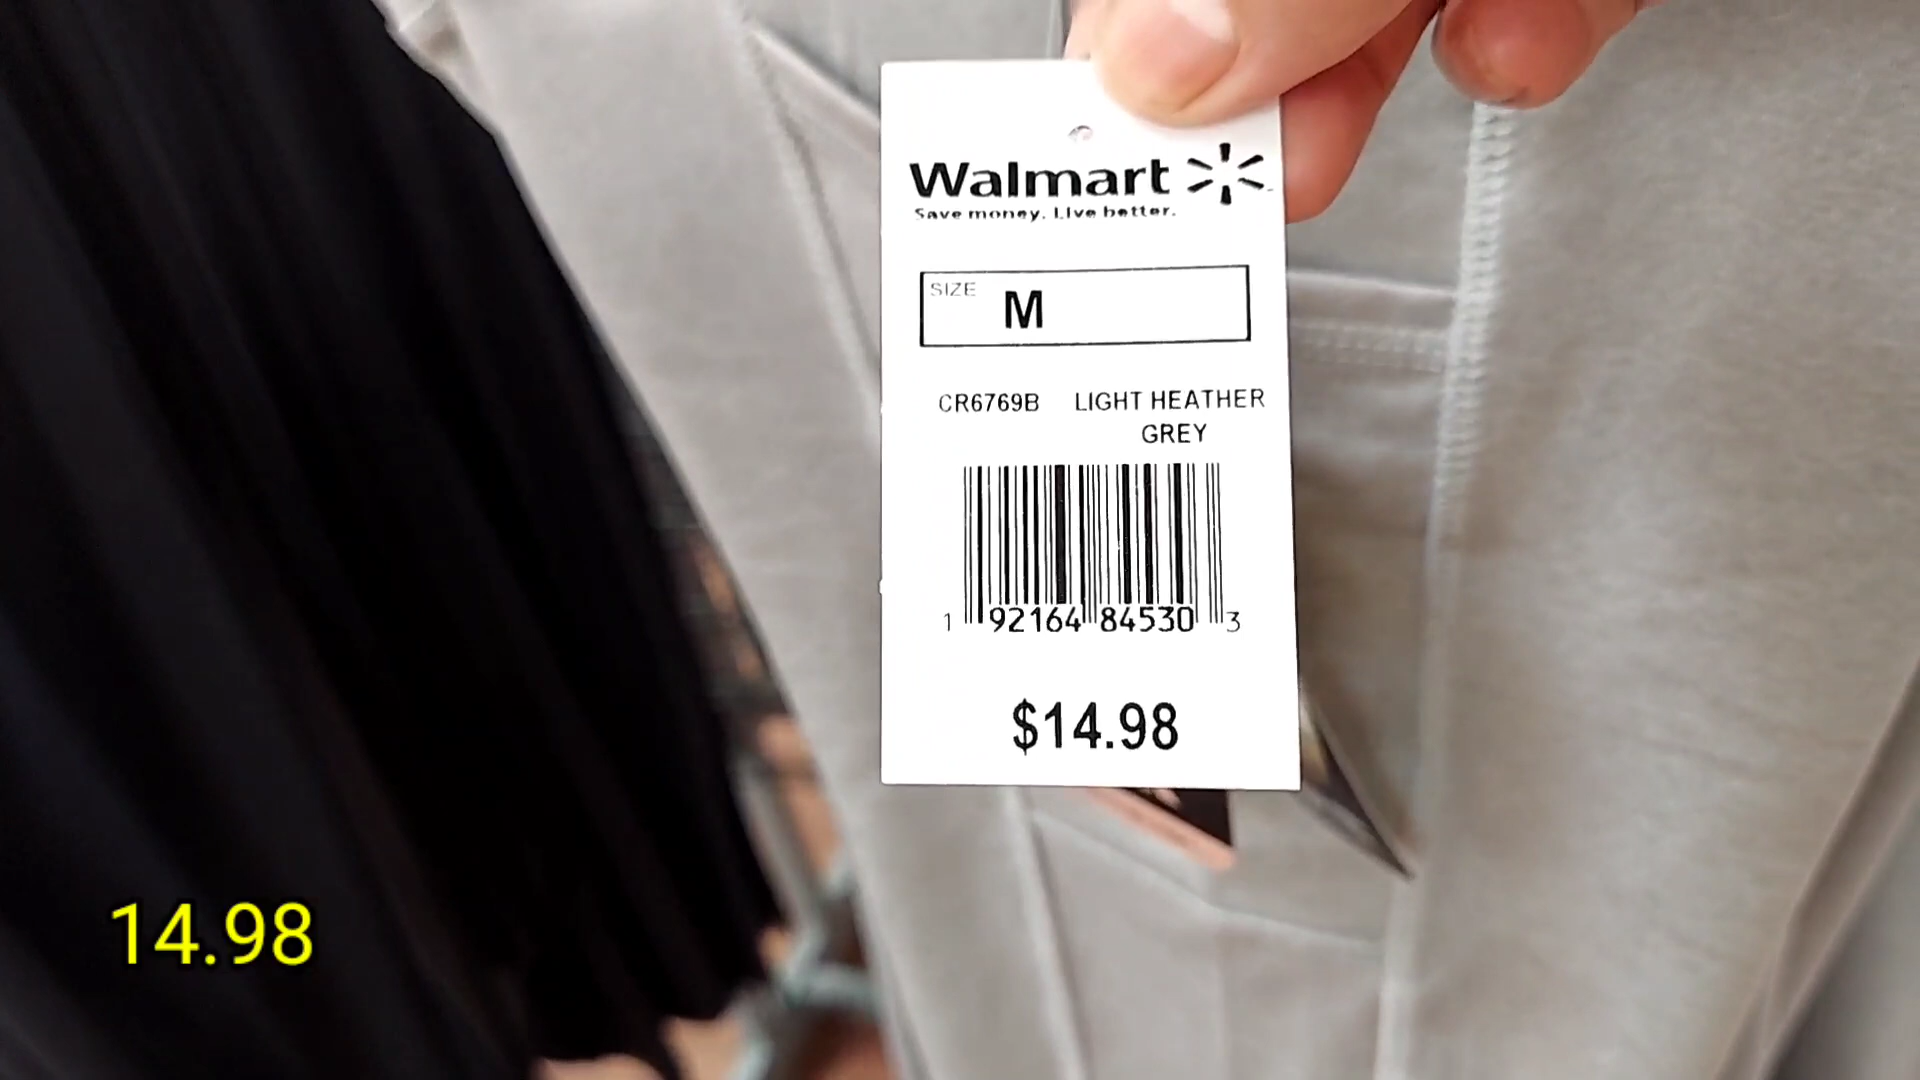 Walmart
Save money. Live better.
SIZE M
CR6769B LIGHT HEATHER
GREY
1 92164 84530 3
$14.98
14.98